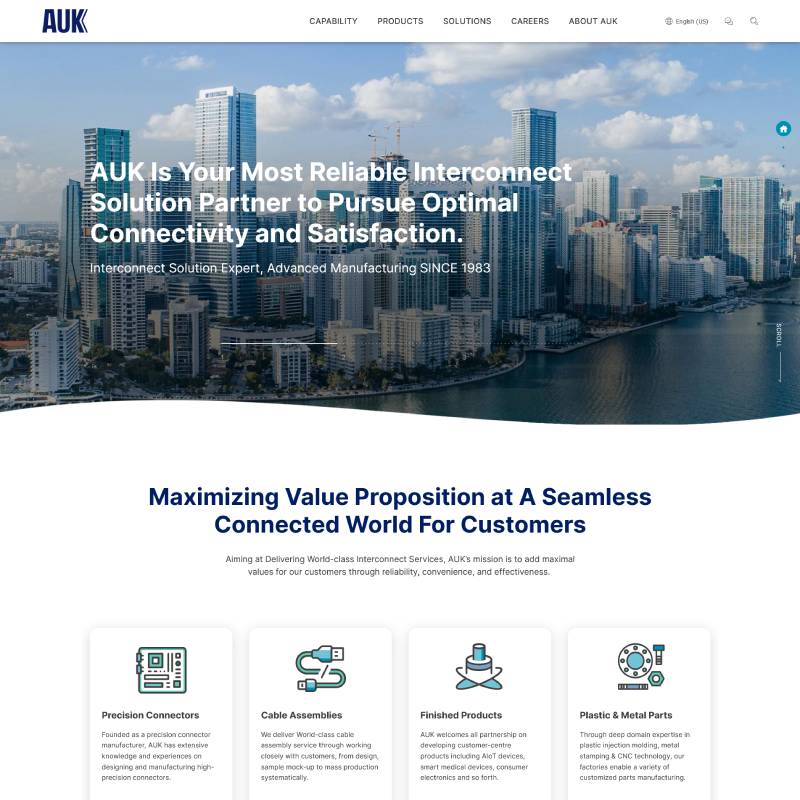 AUK
CAPABILITY PRODUCTS SOLUTIONS CAREERS ABOUT AUK English (US)
AUK Is Your Most Reliable Interconnect
Solution Partner to Pursue Optimal
Connectivity and Satisfaction.
Interconnect Solution Expert, Advanced Manufacturing SINCE 1983
SCROLL
Maximizing Value Proposition at A Seamless
Connected World For Customers
Aiming at Delivering World-class Interconnect Services, AUK's mission is to add maximal
values for our customers through reliability, convenience, and effectiveness.
Precision Connectors
Founded as a precision connector
manufacturer, AUK has extensive
knowledge and experiences on
designing and manufacturing high-
precision connectors.
Cable Assemblies
We deliver World-class cable
assembly service through working
closely with customers, from design,
sample mock-up to mass production
systematically.
Finished Products
AUK welcomes all partnership on
developing customer-centre
products including AIoT devices,
smart medical devices, consumer
electronics and so forth.
Plastic & Metal Parts
Through deep domain expertise in
plastic injection molding, metal
stamping & CNC technology, our
factories enable a variety of
customized parts manufacturing.